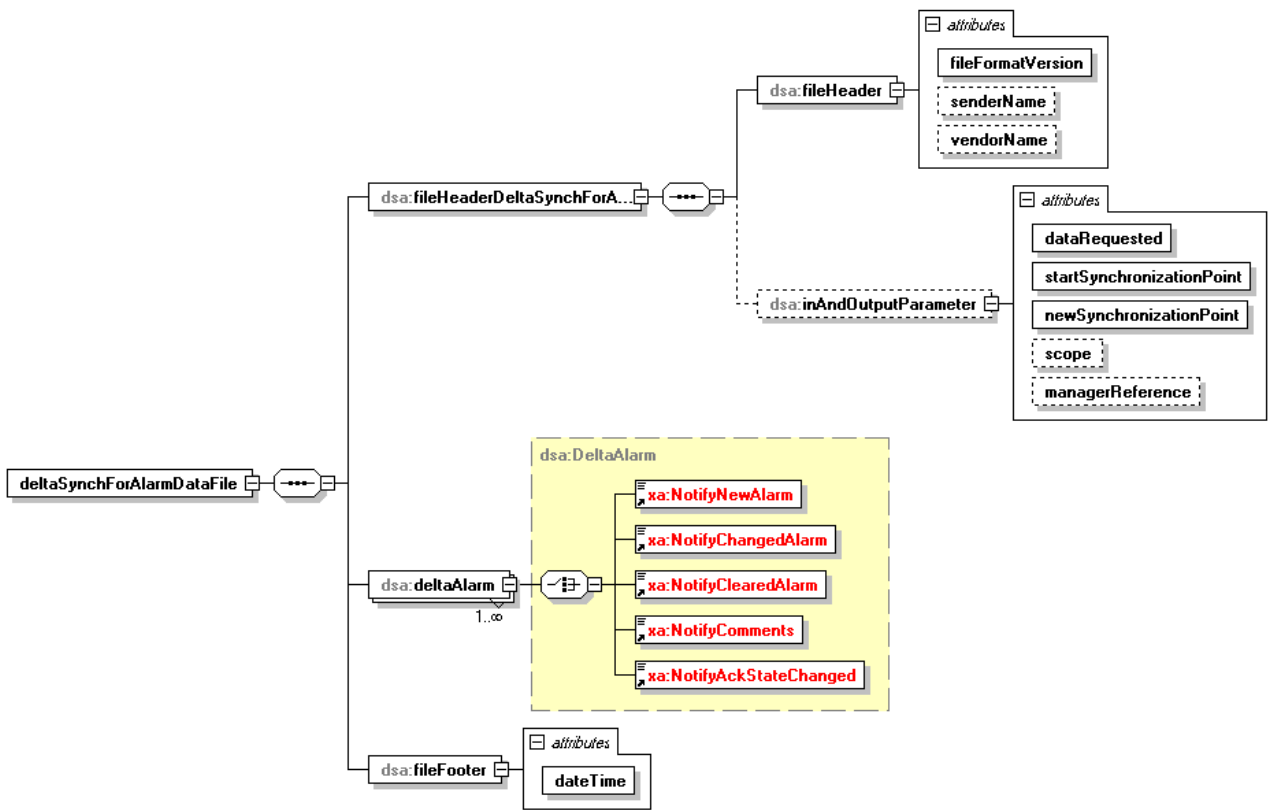 attributes
fileFormatVersion
dsa:fileHeader
senderName
vendorName
dsa:fileHeaderDeltaSynchForA...
attributes
dataRequested
startSynchronizationPoint
dsa:inAndOutputParameter
newSynchronizationPoint
scope
managerReference
deltaSynchForAlarmDataFile
dsa:DeltaAlarm
xa:NotifyNewAlarm
xa:NotifyChangedAlarm
dsa:deltaAlarm
1..∞
xa:NotifyClearedAlarm
xa:NotifyComments
xa:NotifyAckStateChanged
attributes
dsa:fileFooter
dateTime